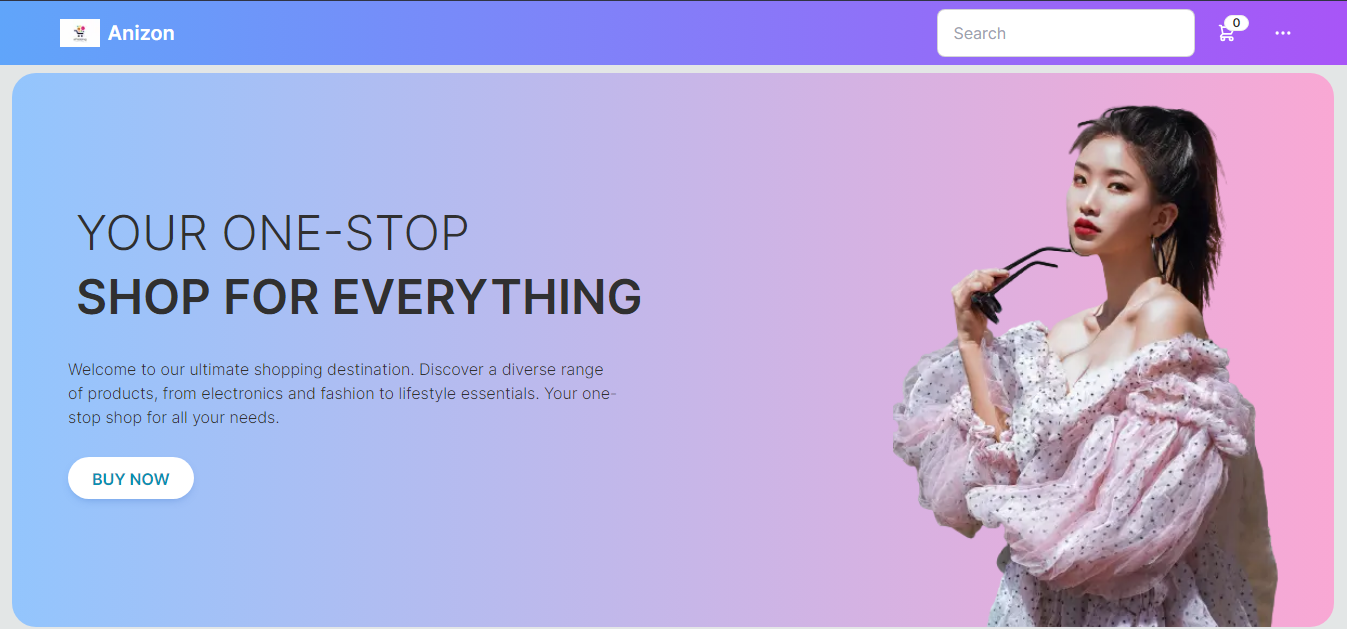 Anizon
Search
0
YOUR ONE-STOP
SHOP FOR EVERYTHING
Welcome to our ultimate shopping destination. Discover a diverse range
of products, from electronics and fashion to lifestyle essentials. Your one-
stop shop for all your needs.
BUY NOW